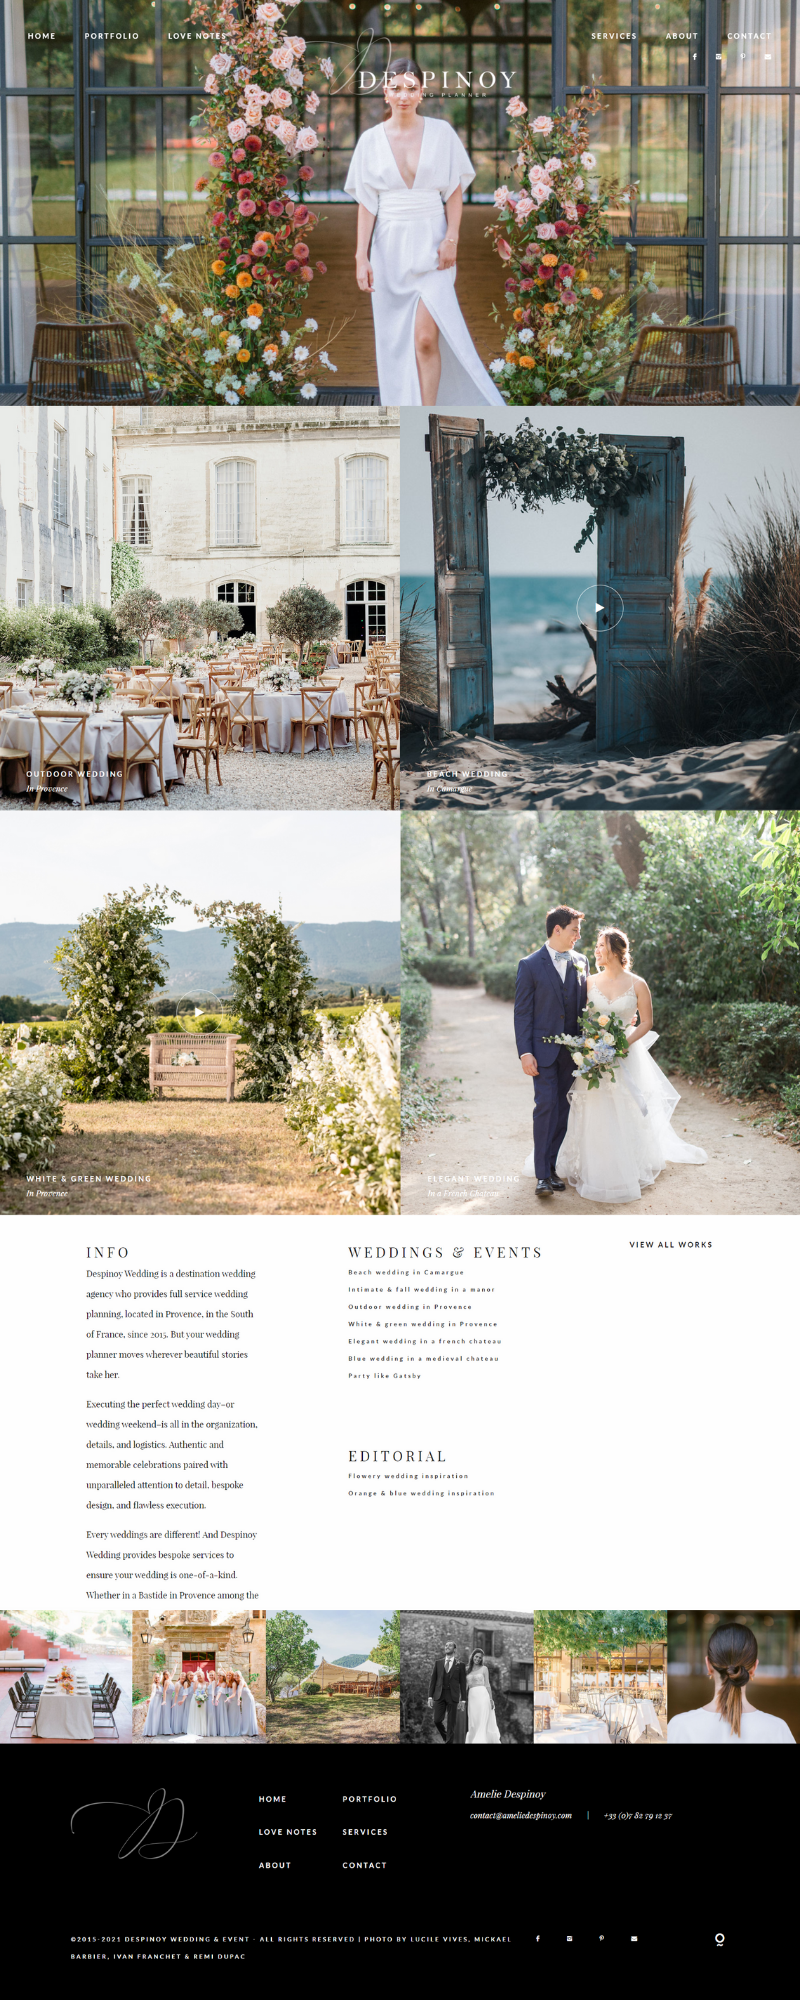 HOME PORTFOLIO LOVE NOTES SERVICES ABOUT CONTACT
DESPINOY
WEDDING PLANNER
OUTDOOR WEDDING
In Provence
BEACH WEDDING
In Camargue
WHITE & GREEN WEDDING
In Provence
ELEGANT WEDDING
In a French Chateau
INFO
Despinoy Wedding is a destination wedding
agency who provides full service wedding
planning, located in Provence, in the South
of France, since 2015. But your wedding
planner moves wherever beautiful stories
take her.
Executing the perfect wedding day–or
wedding weekend–is all in the organization,
details, and logistics. Authentic and
memorable celebrations paired with
unparalleled attention to detail, bespoke
design, and flawless execution.
Every weddings are different! And Despinoy
Wedding provides bespoke services to
ensure your wedding is one-of-a-kind.
Whether in a Bastide in Provence among the
WEDDINGS & EVENTS
Beach wedding in Camargue
Intimate & fall wedding in a manor
Outdoor wedding in Provence
White & green wedding in Provence
Elegant wedding in a french chateau
Blue wedding in a medieval chateau
Party like Gatsby
EDITORIAL
Flowery wedding inspiration
Orange & blue wedding inspiration
VIEW ALL WORKS
HOME PORTFOLIO
LOVE NOTES SERVICES
ABOUT CONTACT
Amelie Despinoy
contact@ameliedespinoy.com | +33 (0)7 82 79 12 37
©2015-2021 DESPINOY WEDDING & EVENT - ALL RIGHTS RESERVED | PHOTO BY LUCILE VIVES, MICKAEL
BARBIER, IVAN FRANCHET & REMI DUPAC